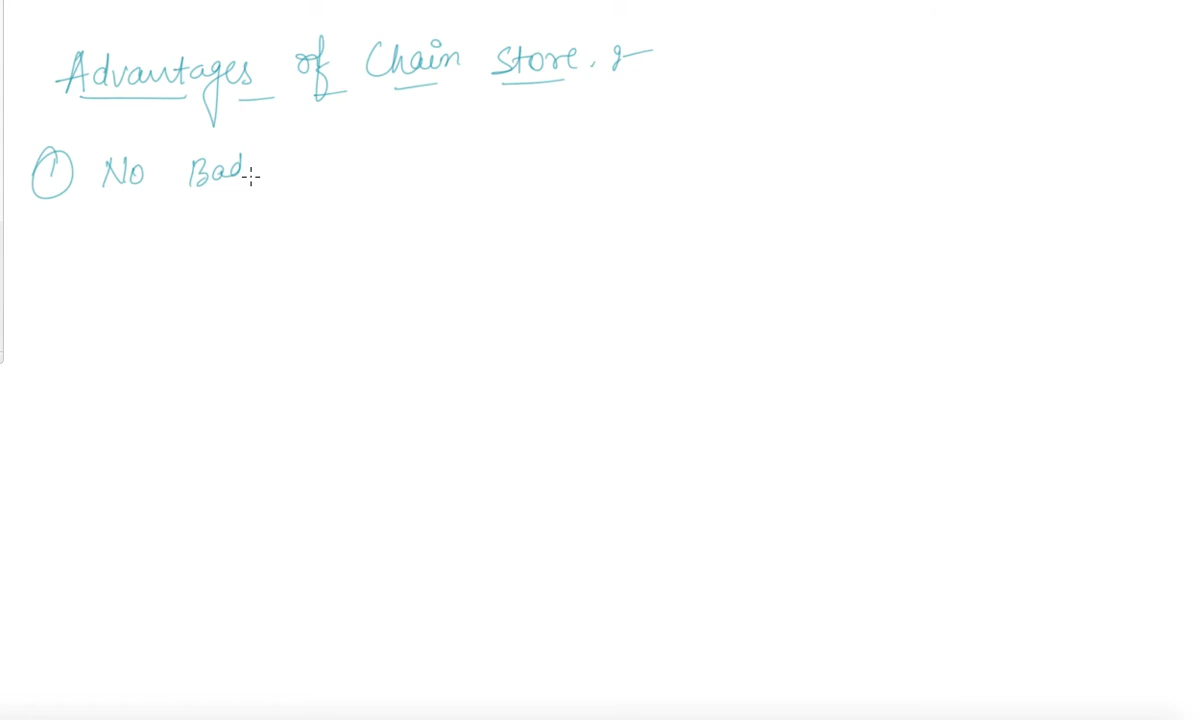 Advantages of Chain Store. :-
① No Bad